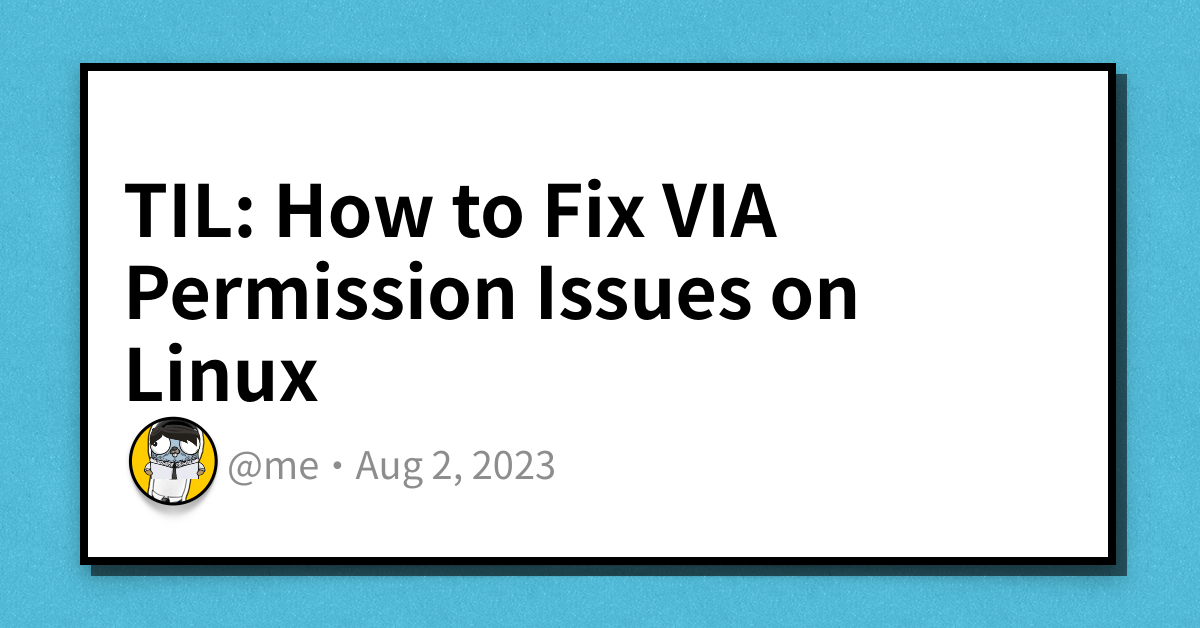 TIL: How to Fix VIA
Permission Issues on
Linux
@me • Aug 2, 2023